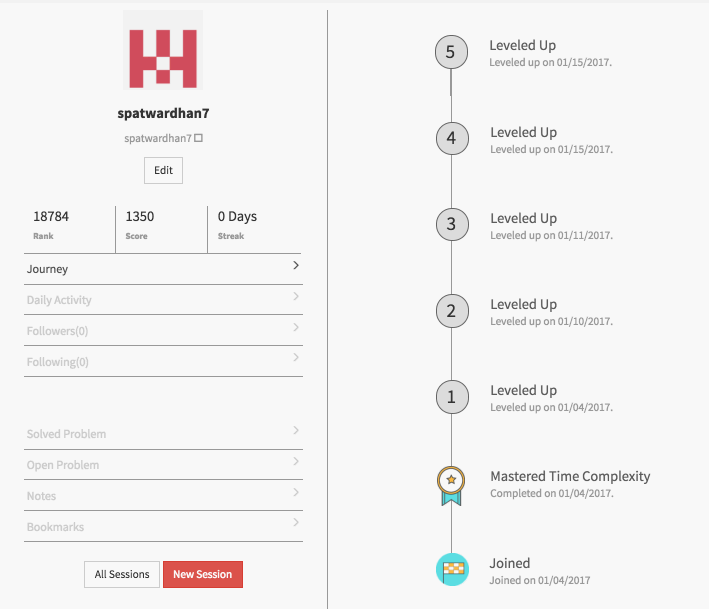 spatwardhan7
spatwardhan7
Edit
18784
Rank
1350
Score
0 Days
Streak
Journey
Daily Activity
Followers(0)
Following(0)
Solved Problem
Open Problem
Notes
Bookmarks
All Sessions
New Session
5
Leveled Up
Leveled up on 01/15/2017.
4
Leveled Up
Leveled up on 01/15/2017.
3
Leveled Up
Leveled up on 01/11/2017.
2
Leveled Up
Leveled up on 01/10/2017.
1
Leveled Up
Leveled up on 01/04/2017.
Mastered Time Complexity
Completed on 01/04/2017.
Joined
Joined on 01/04/2017